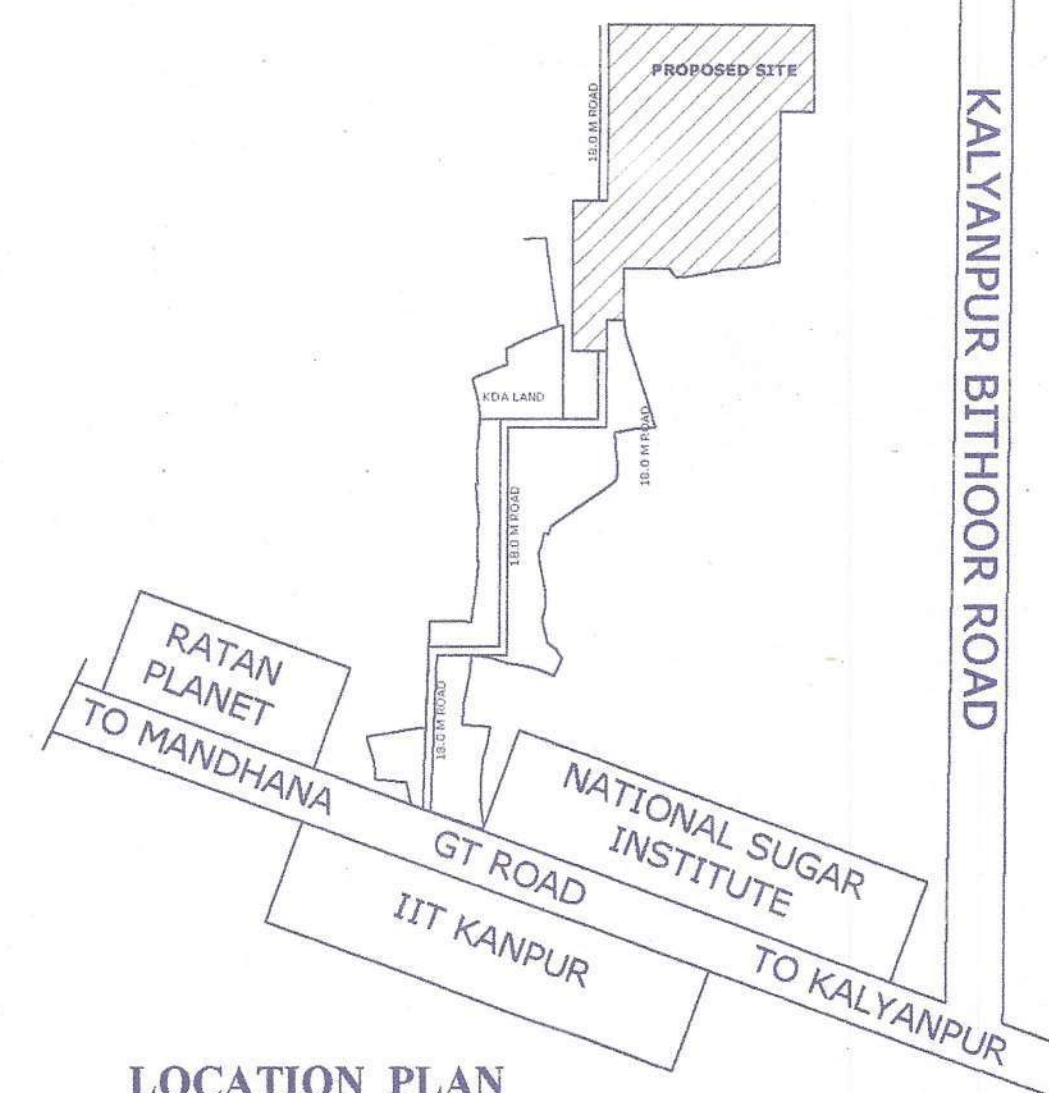 PROPOSED SITE
18.0 M ROAD
KALYANPUR BITHOOR ROAD
KDA LAND
18.0 M ROAD
18.0 M ROAD
RATAN
PLANET
18.0 M ROAD
TO MANDHANA
GT ROAD
TO KALYANPUR
NATIONAL SUGAR
INSTITUTE
IIT KANPUR
LOCATION PLAN